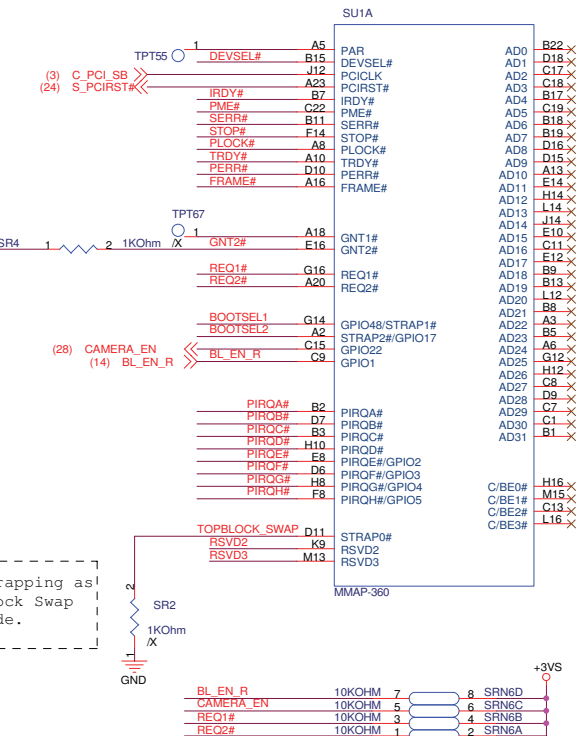 SU1A
TPT55 1 A5 PAR AD0 B22
DEVSEL# B15 DEVSEL# AD1 D18
(3) C_PCI_SB J12 PCICLK AD2 C17
(24) S_PCIRST# A23 PCIRST# AD3 C18
IRDY# B7 IRDY# AD4 B17
PME# C22 PME# AD5 C19
SERR# B11 SERR# AD6 B18
STOP# F14 STOP# AD7 B19
PLOCK# A8 PLOCK# AD8 D16
TRDY# A10 TRDY# AD9 D15
PERR# D10 PERR# AD10 A13
FRAME# A16 FRAME# AD11 E14
AD12 H14
AD13 L14
TPT67 AD14 J14
1 A18 GNT1# AD15 E10
SR4 1 2 1KOhm /X GNT2# E16 GNT2# AD16 C11
AD17 E12
REQ1# G16 REQ1# AD18 B9
REQ2# A20 REQ2# AD19 B13
AD20 L12
AD21 B8
BOOTSEL1 G14 GPIO48/STRAP1# AD22 A3
BOOTSEL2 A2 STRAP2#/GPIO17 AD23 B5
(28) CAMERA_EN C15 GPIO22 AD24 A6
(14) BL_EN_R BL_EN_R C9 GPIO1 AD25 G12
AD26 H12
AD27 C8
AD28 D9
PIRQA# B2 PIRQA# AD29 C7
PIRQB# D7 PIRQB# AD30 C1
PIRQC# B3 PIRQC# AD31 B1
PIRQD# H10 PIRQD#
PIRQE# E8 PIRQE#/GPIO2
PIRQF# D6 PIRQF#/GPIO3
PIRQG# H8 PIRQG#/GPIO4 C/BE0# H16
PIRQH# F8 PIRQH#/GPIO5 C/BE1# M15
C/BE2# C13
C/BE3# L16
TOPBLOCK_SWAP D11 STRAP0#
RSVD2 K9 RSVD2
RSVD3 M13 RSVD3
MMAP-360
rapping as
ock Swap
de.
2
SR2
1KOhm
/X
1
GND
+3VS
BL_EN_R 10KOHM 7 8 SRN6D
CAMERA_EN 10KOHM 5 6 SRN6C
REQ1# 10KOHM 3 4 SRN6B
REQ2# 10KOHM 1 2 SRN6A